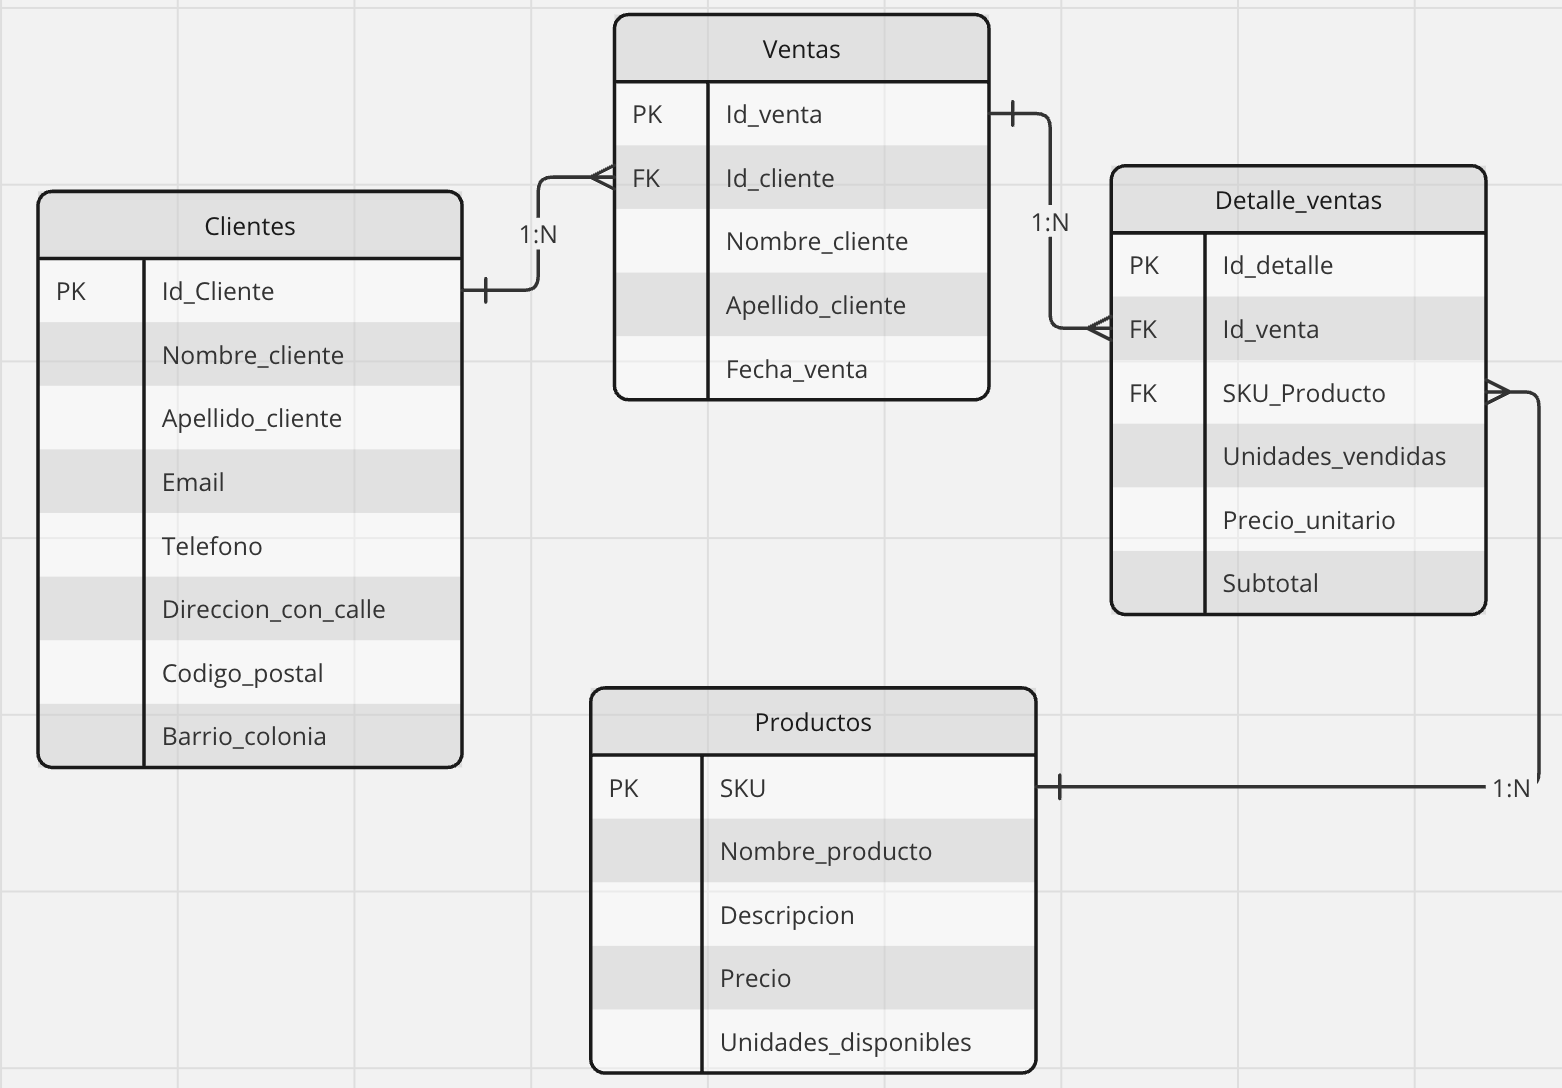 Ventas
PK Id_venta
FK Id_cliente
Nombre_cliente
Apellido_cliente
Fecha_venta
1:N
Clientes
PK Id_Cliente
Nombre_cliente
Apellido_cliente
Email
Telefono
Direccion_con_calle
Codigo_postal
Barrio_colonia
1:N
Detalle_ventas
PK Id_detalle
FK Id_venta
FK SKU_Producto
Unidades_vendidas
Precio_unitario
Subtotal
Productos
PK SKU
Nombre_producto
Descripcion
Precio
Unidades_disponibles
1:N